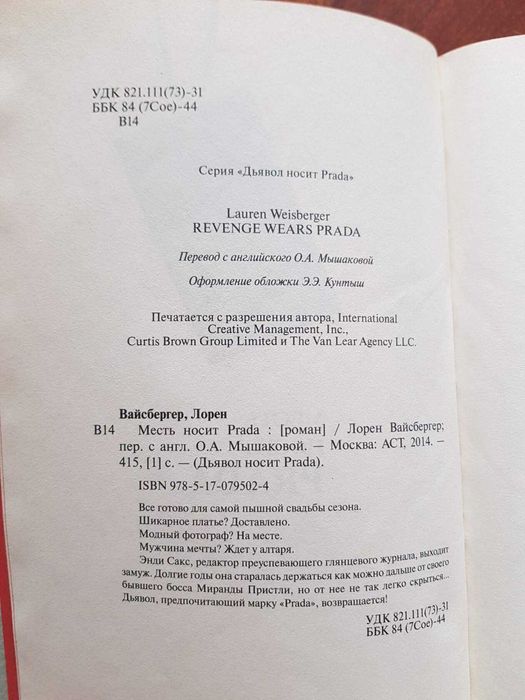 УДК 821.111(73)-31
ББК 84 (7Сое)-44
В14
Серия «Дьявол носит Prada»
Lauren Weisberger
REVENGE WEARS PRADA
Перевод с английского О.А. Мышаковой
Оформление обложки Э.Э. Кунтыш
Печатается с разрешения автора, International
Creative Management, Inc.,
Curtis Brown Group Limited и The Van Lear Agency LLC.
Вайсбергер, Лорен
В14 Месть носит Prada : [роман] / Лорен Вайсбергер;
пер. с англ. О.А. Мышаковой. — Москва: АСТ, 2014. —
415, [1] с. — (Дьявол носит Prada).
ISBN 978-5-17-079502-4
Все готово для самой пышной свадьбы сезона.
Шикарное платье? Доставлено.
Модный фотограф? На месте.
Мужчина мечты? Ждет у алтаря.
Энди Сакс, редактор преуспевающего глянцевого журнала, выходит
замуж. Долгие годы она старалась держаться как можно дальше от своего
бывшего босса Миранды Пристли, но от нее не так легко скрыться...
Дьявол, предпочитающий марку «Prada», возвращается!
УДК 821.111(73)-31
ББК 84 (7Сое)-44